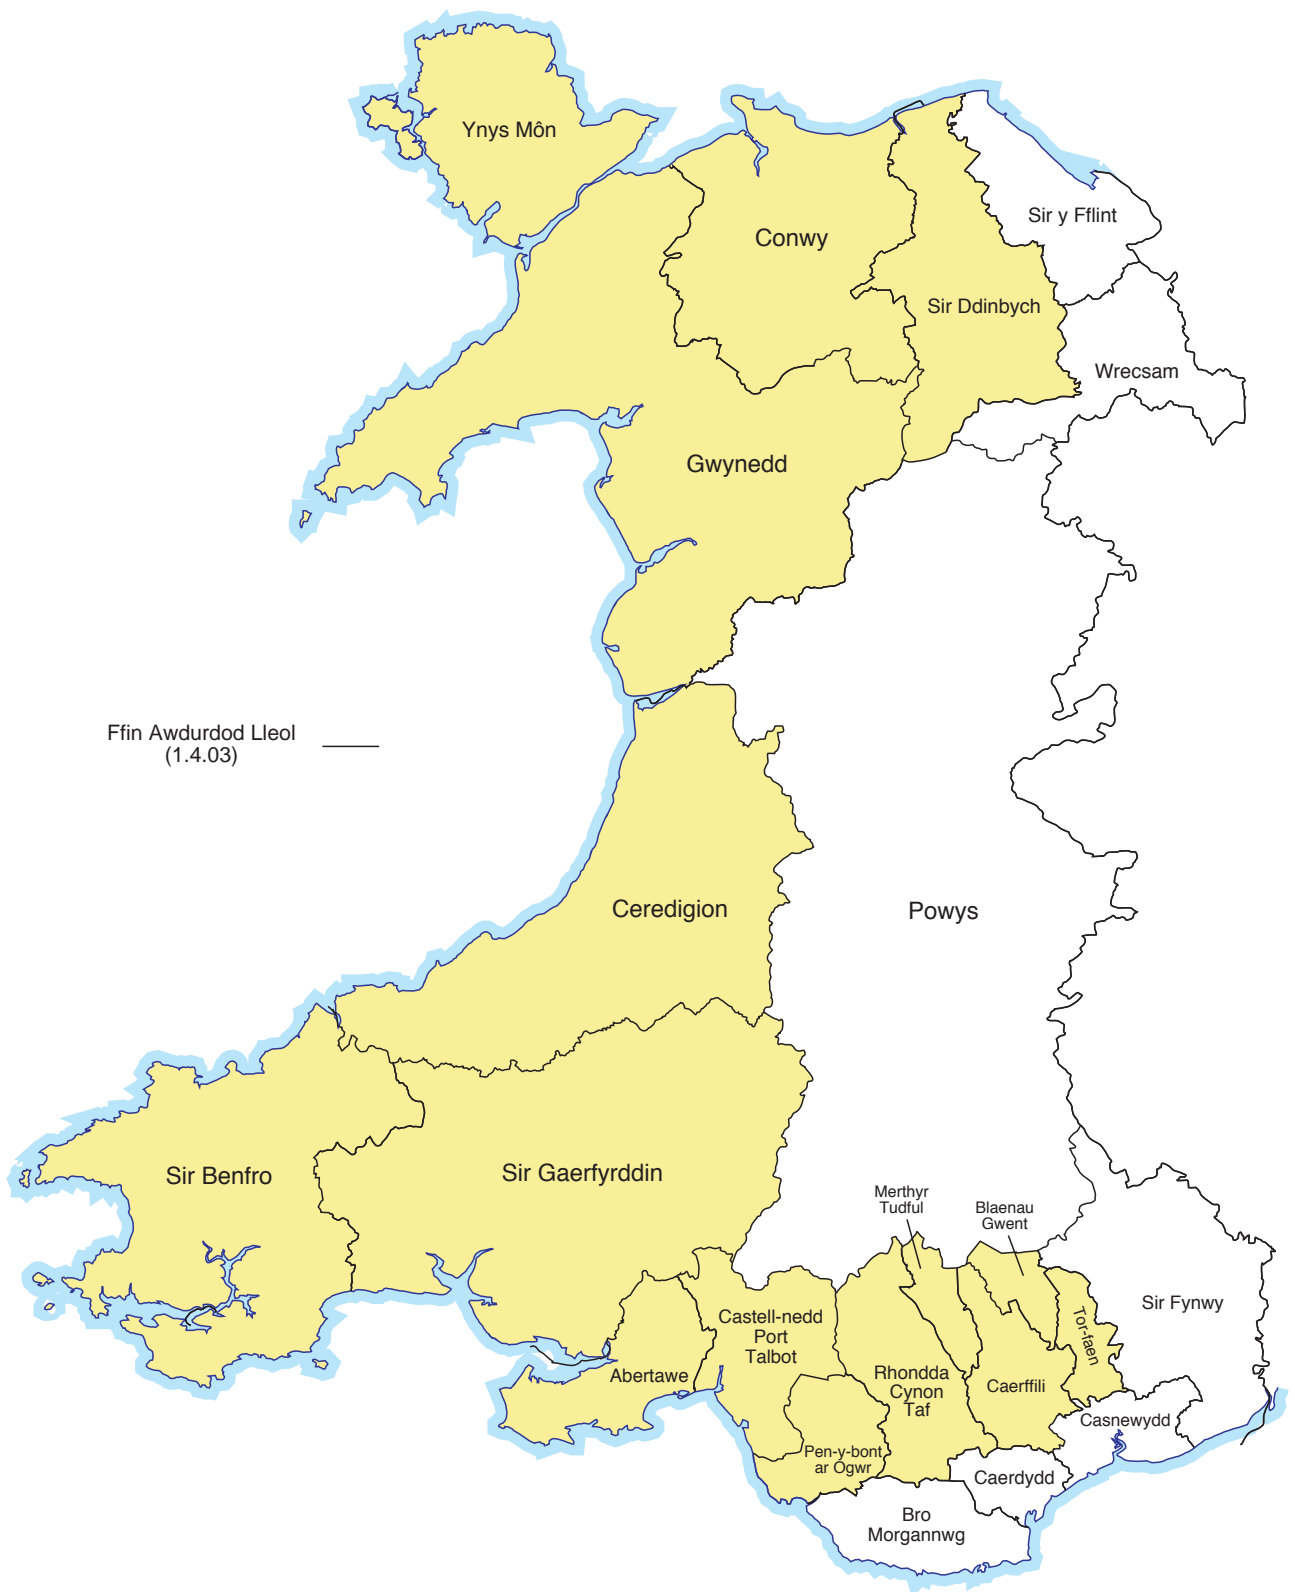 Ynys Môn
Conwy
Sir y Fflint
Sir Ddinbych
Wrecsam
Gwynedd
Ffin Awdurdod Lleol
(1.4.03)
Ceredigion
Powys
Sir Benfro
Sir Gaerfyrddin
Merthyr
Tudful
Blaenau
Gwent
Sir Fynwy
Castell-nedd
Port
Talbot
Tor-faen
Abertawe
Rhondda
Cynon
Taf
Caerffili
Casnewydd
Pen-y-bont
ar Ogwr
Caerdydd
Bro
Morgannwg